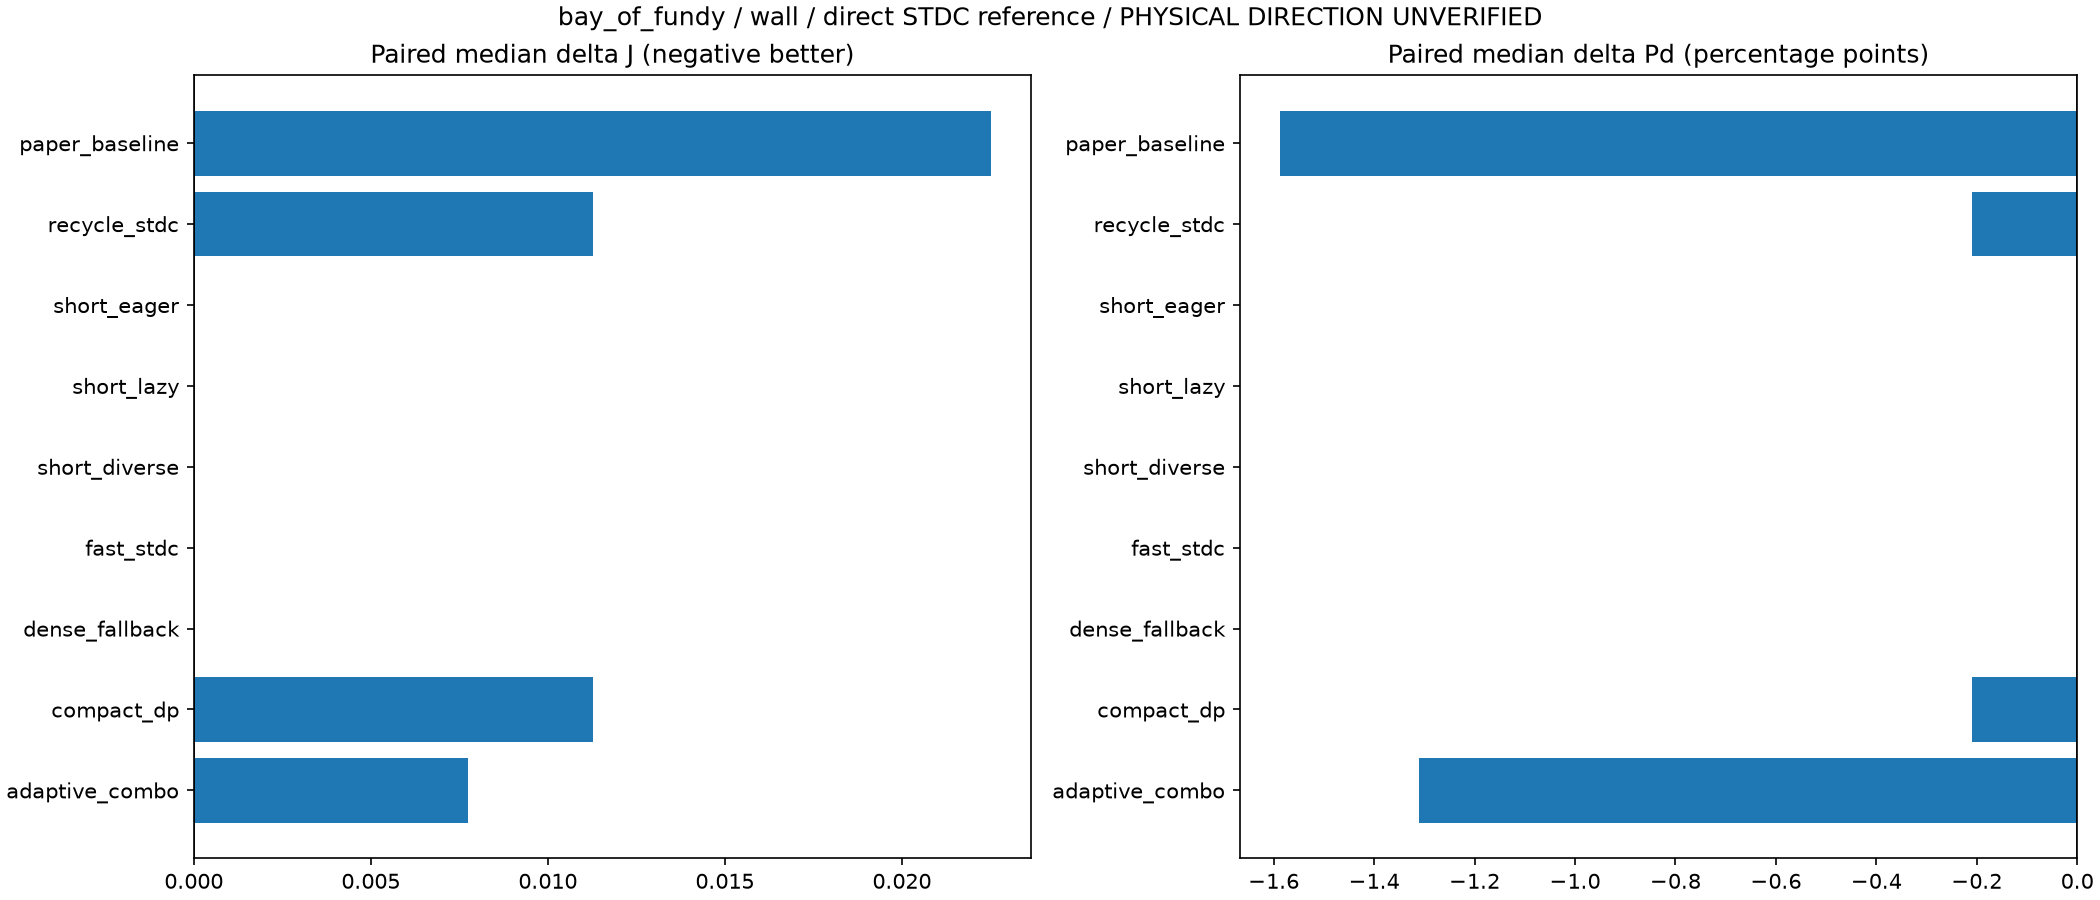 bay_of_fundy / wall / direct STDC reference / PHYSICAL DIRECTION UNVERIFIED
Paired median delta J (negative better)
paper_baseline
recycle_stdc
short_eager
short_lazy
short_diverse
fast_stdc
dense_fallback
compact_dp
adaptive_combo
0.000 0.005 0.010 0.015 0.020
Paired median delta Pd (percentage points)
paper_baseline
recycle_stdc
short_eager
short_lazy
short_diverse
fast_stdc
dense_fallback
compact_dp
adaptive_combo
−1.6 −1.4 −1.2 −1.0 −0.8 −0.6 −0.4 −0.2 0.0